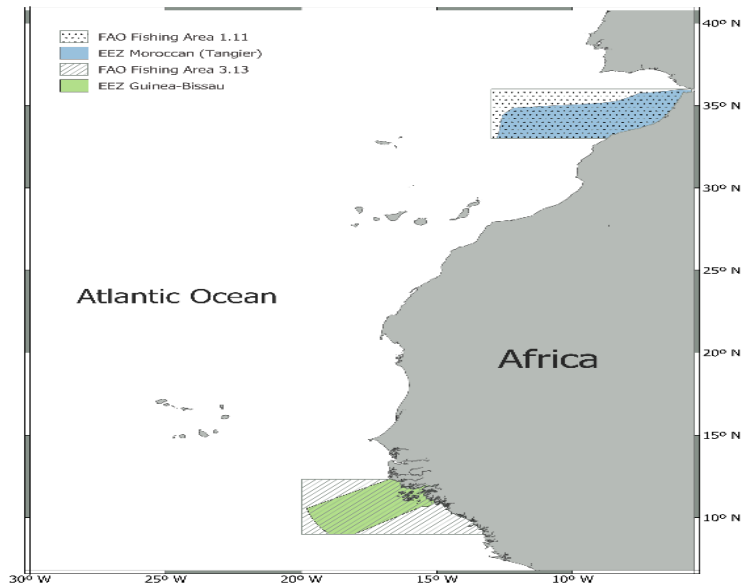 FAO Fishing Area 1.11
EEZ Moroccan (Tangier)
FAO Fishing Area 3.13
EEZ Guinea-Bissau
40° N
35° N
30° N
25° N
Atlantic Ocean
Africa
20° N
15° N
10° N
30° W
25° W
20° W
15° W
10° W